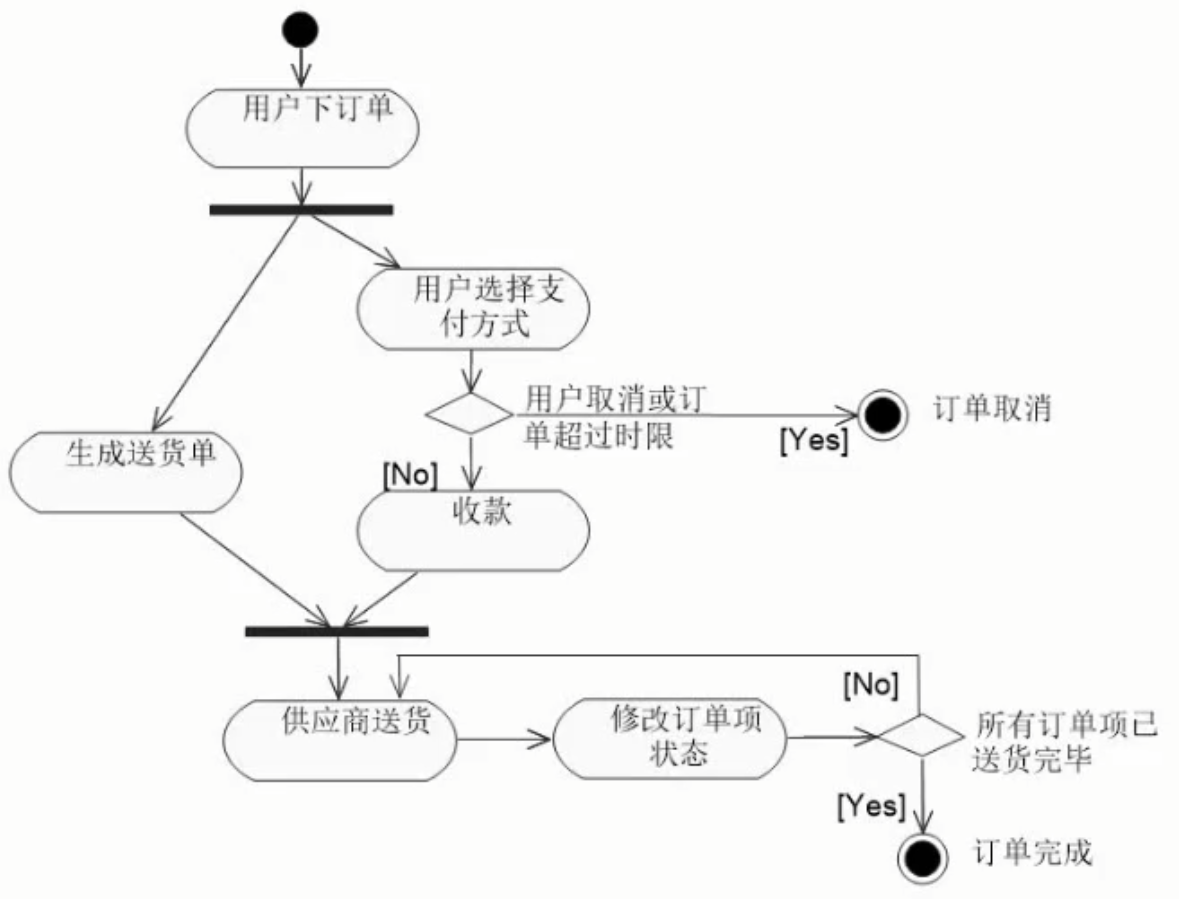 用户下订单
用户选择支
付方式
用户取消或订
单超过时限
[Yes]
订单取消
生成送货单
[No]
收款
[No]
供应商送货
修改订单项
状态
所有订单项已
送货完毕
[Yes]
订单完成